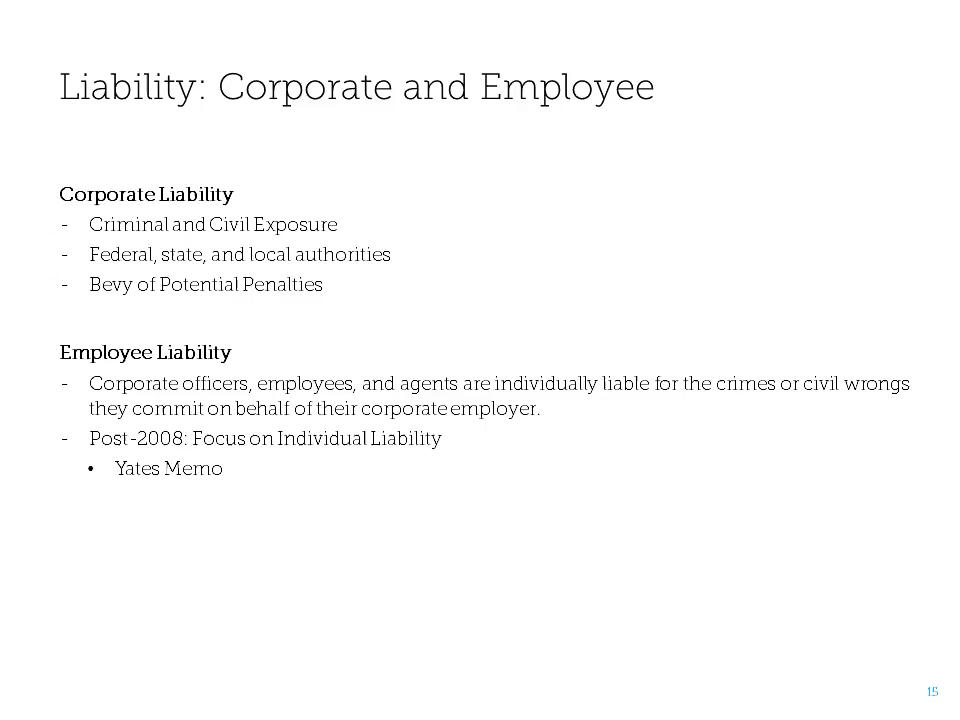 Liability: Corporate and Employee
Corporate Liability
- Criminal and Civil Exposure
- Federal, state, and local authorities
- Bevy of Potential Penalties
Employee Liability
- Corporate officers, employees, and agents are individually liable for the crimes or civil wrongs
they commit on behalf of their corporate employer.
- Post-2008: Focus on Individual Liability
• Yates Memo
15